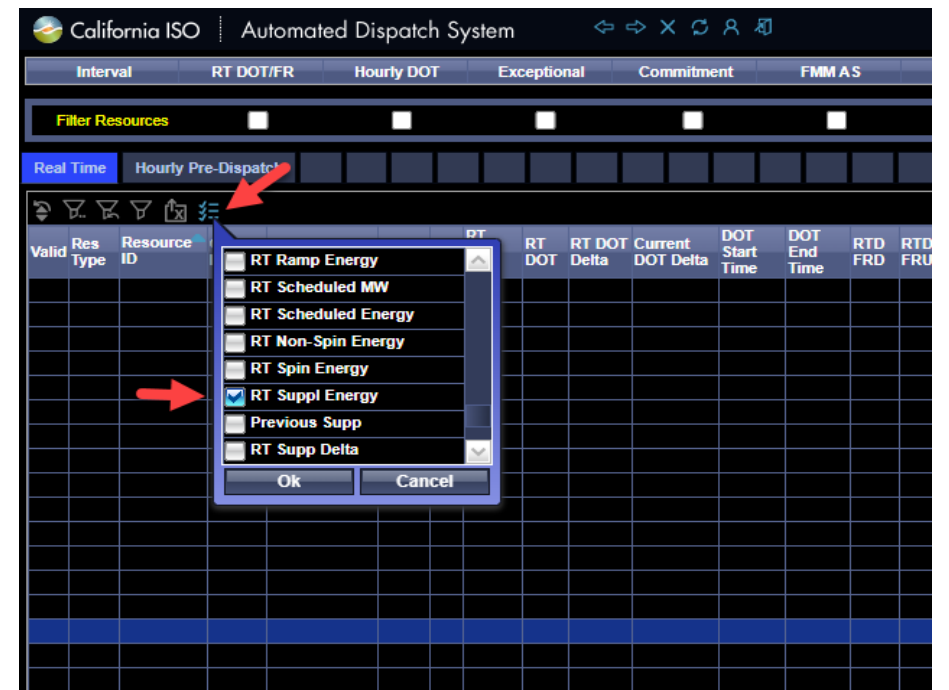 California ISO Automated Dispatch System
Interval RT DOT/FR Hourly DOT Exceptional Commitment FMM AS
Filter Resources
Real Time Hourly Pre-Dispatch
Valid
Res Type
Resource ID
RT
RT DOT
RT DOT Delta
Current DOT Delta
DOT Start Time
DOT End Time
RTD FRD
RTD FRU
RT Ramp Energy
RT Scheduled MW
RT Scheduled Energy
RT Non-Spin Energy
RT Spin Energy
RT Suppl Energy
Previous Supp
RT Supp Delta
Ok Cancel